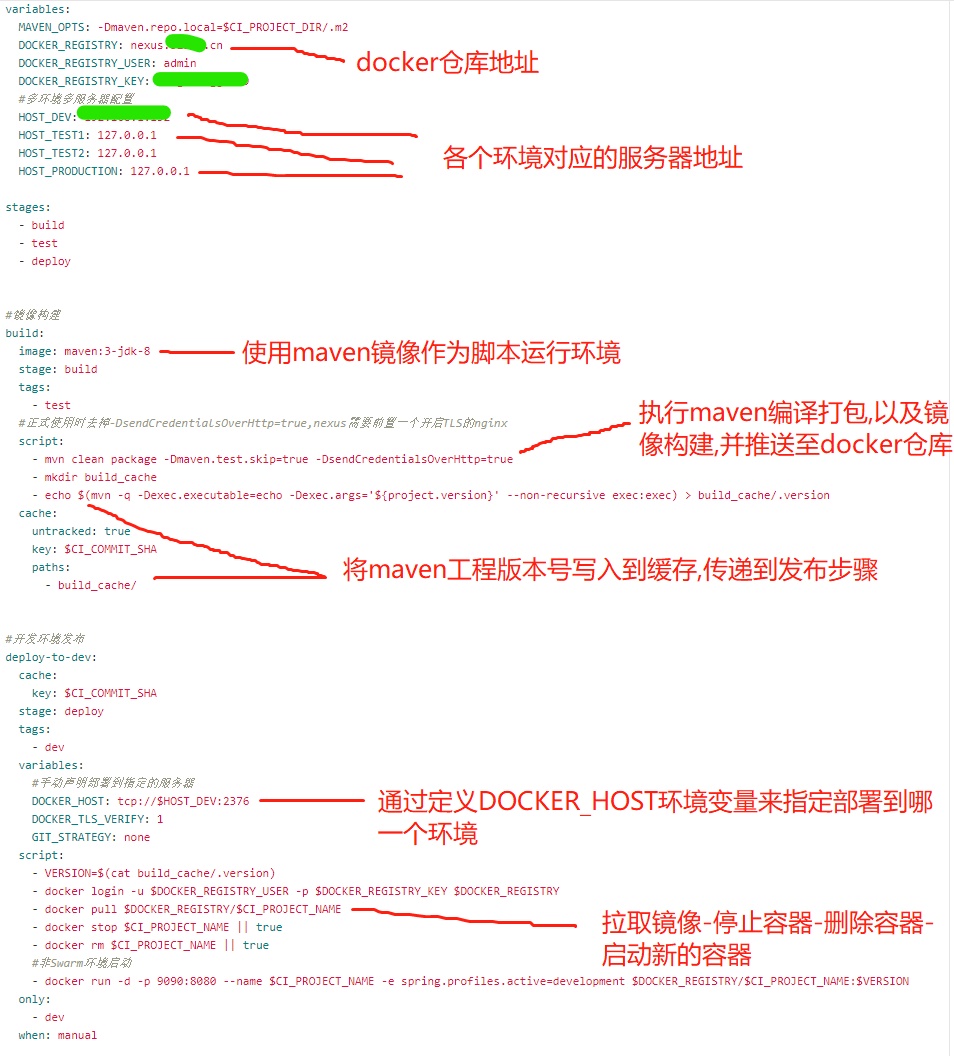 variables:
MAVEN_OPTS: -Dmaven.repo.local=$CI_PROJECT_DIR/.m2
DOCKER_REGISTRY: nexus. .cn
docker仓库地址
DOCKER_REGISTRY_USER: admin
DOCKER_REGISTRY_KEY:
#多环境多服务器配置
HOST_DEV:
HOST_TEST1: 127.0.0.1
HOST_TEST2: 127.0.0.1
各个环境对应的服务器地址
HOST_PRODUCTION: 127.0.0.1
stages:
- build
- test
- deploy
#镜像构建
build:
image: maven:3-jdk-8
使用maven镜像作为脚本运行环境
stage: build
tags:
- test
#正式使用时去掉-DsendCredentialsOverHttp=true,nexus需要前置一个开启TLS的nginx
执行maven编译打包,以及镜
像构建,并推送至docker仓库
script:
- mvn clean package -Dmaven.test.skip=true -DsendCredentialsOverHttp=true
- mkdir build_cache
- echo $(mvn -q -Dexec.executable=echo -Dexec.args='${project.version}' --non-recursive exec:exec) > build_cache/.version
cache:
untracked: true
key: $CI_COMMIT_SHA
paths:
将maven工程版本号写入到缓存,传递到发布步骤
- build_cache/
#开发环境发布
deploy-to-dev:
cache:
key: $CI_COMMIT_SHA
stage: deploy
tags:
- dev
variables:
#手动声明部署到指定的服务器
DOCKER_HOST: tcp://$HOST_DEV:2376
通过定义DOCKER_HOST环境变量来指定部署到哪
一个环境
DOCKER_TLS_VERIFY: 1
GIT_STRATEGY: none
script:
- VERSION=$(cat build_cache/.version)
- docker login -u $DOCKER_REGISTRY_USER -p $DOCKER_REGISTRY_KEY $DOCKER_REGISTRY
- docker pull $DOCKER_REGISTRY/$CI_PROJECT_NAME
- docker stop $CI_PROJECT_NAME || true
拉取镜像-停止容器-删除容器-
启动新的容器
- docker rm $CI_PROJECT_NAME || true
#非Swarm环境启动
- docker run -d -p 9090:8080 --name $CI_PROJECT_NAME -e spring.profiles.active=development $DOCKER_REGISTRY/$CI_PROJECT_NAME:$VERSION
only:
- dev
when: manual